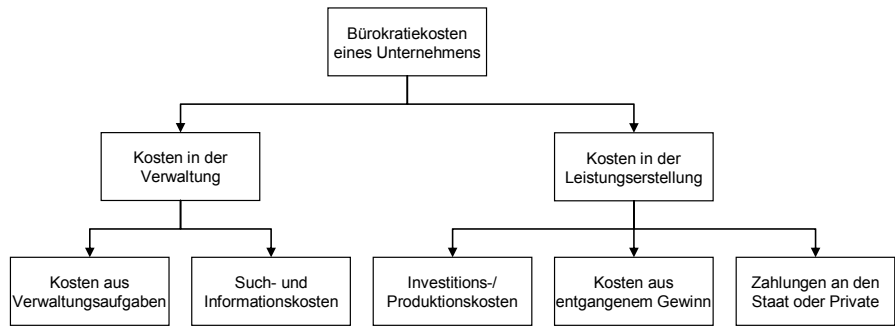 Bürokratiekosten
eines Unternehmens
Kosten in der
Verwaltung
Kosten in der
Leistungserstellung
Kosten aus
Verwaltungsaufgaben
Such- und
Informationskosten
Investitions-/
Produktionskosten
Kosten aus
entgangenem Gewinn
Zahlungen an den
Staat oder Private